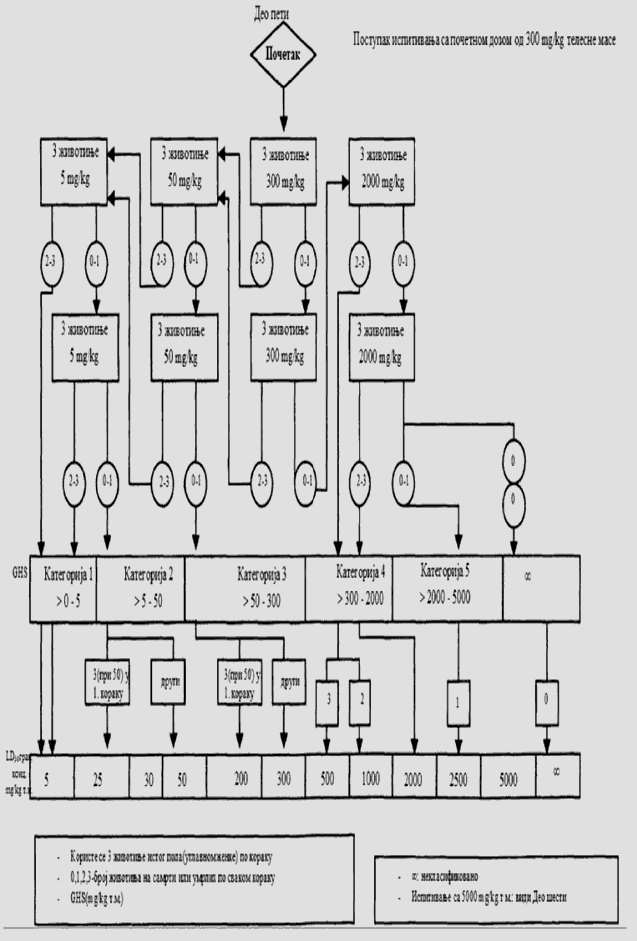 Део пети
Поступак испитивања са почетном дозом од 300 mg/kg телесне масе
Почетак
3 животиње
5 mg/kg
3 животиње
50 mg/kg
3 животиње
300 mg/kg
3 животиње
2000 mg/kg
2-3
0-1
2-3
0-1
2-3
0-1
2-3
0-1
3 животиње
5 mg/kg
3 животиње
50 mg/kg
3 животиње
300 mg/kg
3 животиње
2000 mg/kg
2-3
0-1
2-3
0-1
2-3
0-1
2-3
0-1
0
0
GHS
Категорија 1
> 0 - 5
Категорија 2
> 5 - 50
Категорија 3
> 50 - 300
Категорија 4
> 300 - 2000
Категорија 5
> 2000 - 5000
∞
3(при 50) у
1. кораку
други
3(при 50) у
1. кораку
други
3
2
1
0
mg/kg т.м.
5
25
30
50
200
300
500
1000
2000
2500
5000
∞
- Користе се 3 животиње истог пола(углавномжење) по кораку
- 0,1,2,3-број животиња на самрти или умрлих по сваком кораку
- GHS(mg/kg т.м.)
- ∞: некласификовано
- Испитивање са 5000 mg/kg т м.: види Део шести